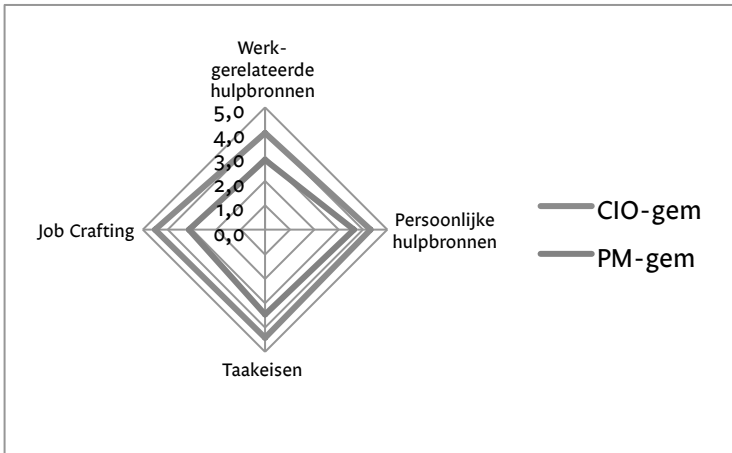 Werk-
gerelateerde
hulpbronnen
5,0
4,0
3,0
2,0
1,0
0,0
Job Crafting
Persoonlijke
hulpbronnen
Taakeisen
CIO-gem
PM-gem